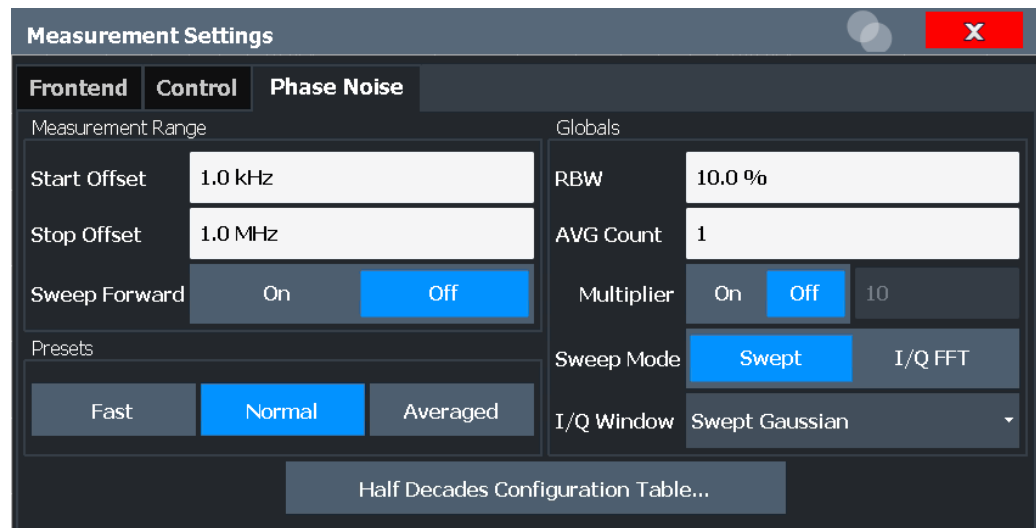 Measurement Settings X
Frontend Control Phase Noise
Measurement Range
Start Offset 1.0 kHz
Stop Offset 1.0 MHz
Sweep Forward On Off
Presets
Fast Normal Averaged
Globals
RBW 10.0 %
AVG Count 1
Multiplier On Off 10
Sweep Mode Swept I/Q FFT
I/Q Window Swept Gaussian
Half Decades Configuration Table...